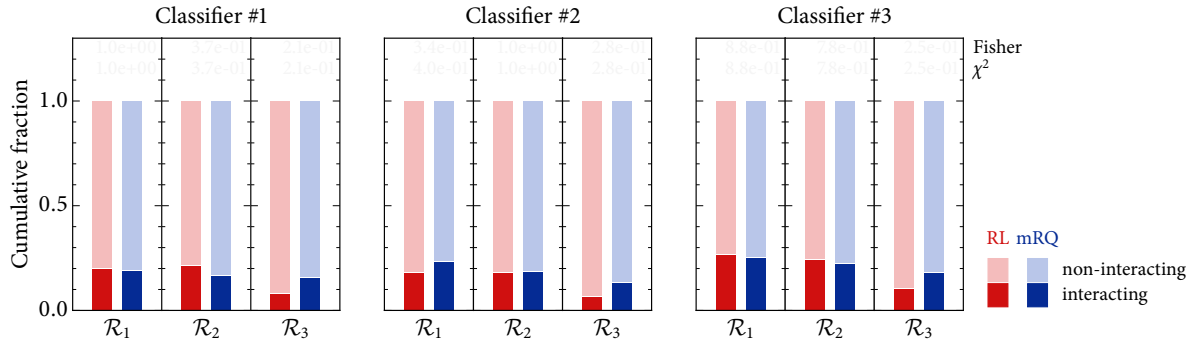 Classifier #1 Classifier #2 Classifier #3
1.0e+00 3.7e-01 2.1e-01 3.4e-01 1.0e+00 2.8e-01 8.8e-01 7.8e-01 2.5e-01 Fisher
1.0e+00 3.7e-01 2.1e-01 4.0e-01 1.0e+00 2.8e-01 8.8e-01 7.8e-01 2.5e-01 χ²
Cumulative fraction
1.0
0.5
0.0
RL mRQ
non-interacting
interacting
ℛ₁ ℛ₂ ℛ₃ ℛ₁ ℛ₂ ℛ₃ ℛ₁ ℛ₂ ℛ₃